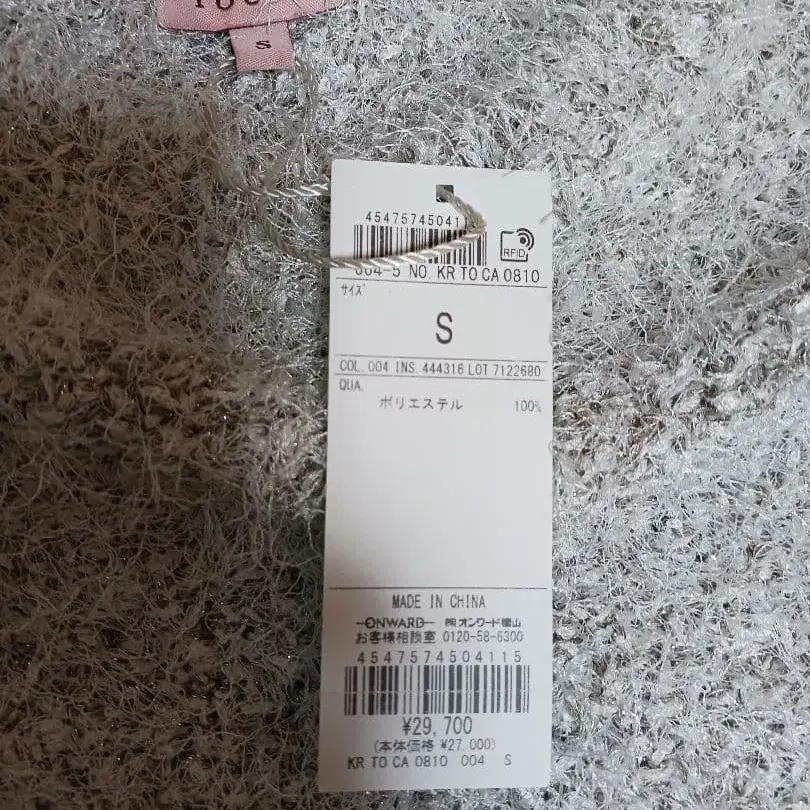 S
45475745041
RFID
004-5 NO. KR TO CA 0810
サイズ
S
COL. 004 INS. 444316 LOT 7122680
QUA.
ポリエステル 100%
MADE IN CHINA
ONWARD ㈱オンワード樫山
お客様相談室 0120-58-6300
4547574504115
¥29,700
(本体価格 ¥27,000)
KR TO CA 0810 004 S